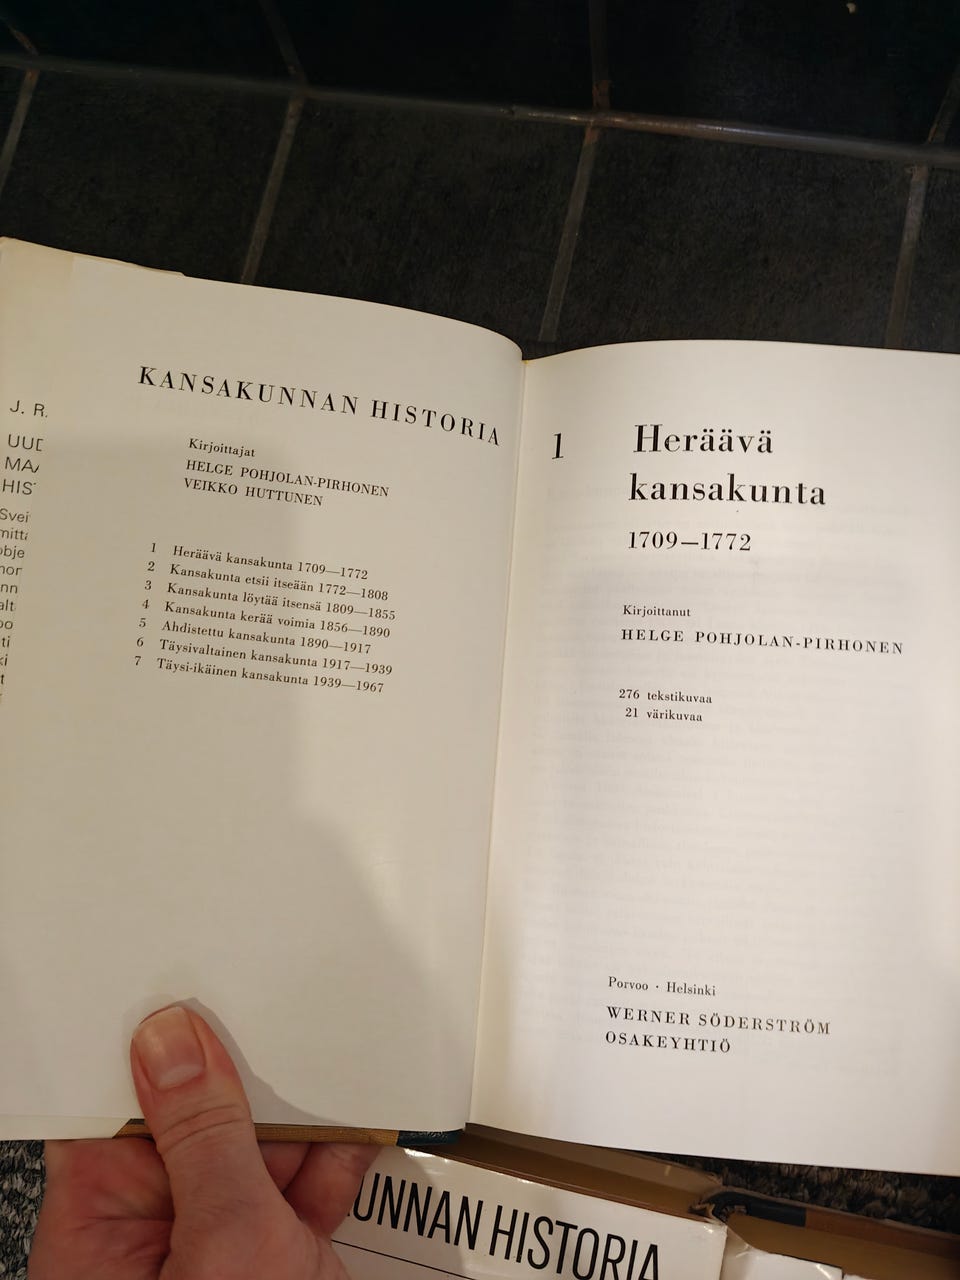 J. R.
HIS
KANSAKUNNAN HISTORIA
Kirjoittajat
HELGE POHJOLAN-PIRHONEN
VEIKKO HUTTUNEN
1 Heräävä kansakunta 1709—1772
2 Kansakunta etsii itseään 1772—1808
3 Kansakunta löytää itsensä 1809—1855
4 Kansakunta kerää voimia 1856—1890
5 Ahdistettu kansakunta 1890—1917
6 Täysivaltainen kansakunta 1917—1939
7 Täysi-ikäinen kansakunta 1939—1967
1 Heräävä
kansakunta
1709—1772
Kirjoittanut
HELGE POHJOLAN-PIRHONEN
276 tekstikuvaa
21 värikuvaa
Porvoo · Helsinki
WERNER SÖDERSTRÖM
OSAKEYHTIÖ
UNNAN HISTORIA